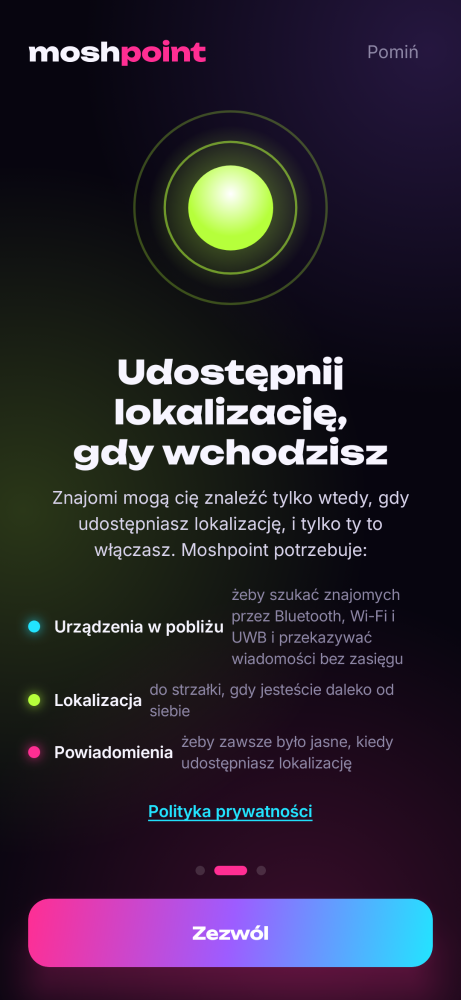 moshpoint
Pomiń
Udostępnij
lokalizację,
gdy wchodzisz
Znajomi mogą cię znaleźć tylko wtedy, gdy
udostępniasz lokalizację, i tylko ty to
włączasz. Moshpoint potrzebuje:
Urządzenia w pobliżu
żeby szukać znajomych
przez Bluetooth, Wi-Fi i
UWB i przekazywać
wiadomości bez zasięgu
Lokalizacja
do strzałki, gdy jesteście daleko od
siebie
Powiadomienia
żeby zawsze było jasne, kiedy
udostępniasz lokalizację
Polityka prywatności
Zezwól